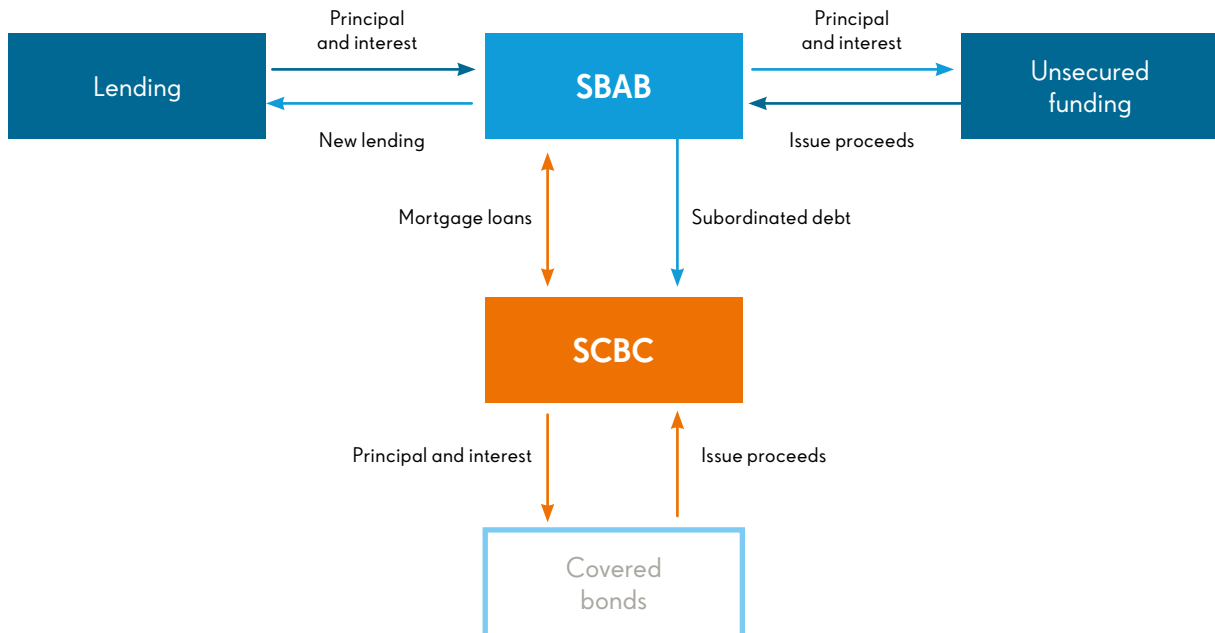 Principal
and interest
Principal
and interest
Lending
SBAB
Unsecured
funding
New lending
Issue proceeds
Mortgage loans
Subordinated debt
SCBC
Principal and interest
Issue proceeds
Covered
bonds